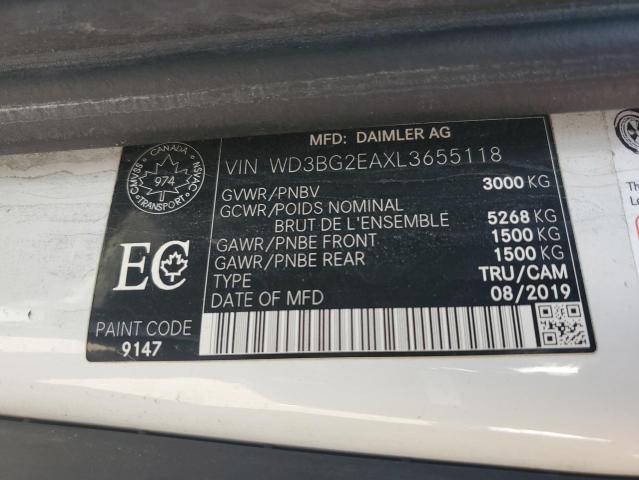 MFD: DAIMLER AG
VIN WD3BG2EAXL3655118
CANADA
CMVSS
NSVAC
974
TRANSPORT
GVWR/PNBV 3000 KG
GCWR/POIDS NOMINAL
BRUT DE L'ENSEMBLE 5268 KG
GAWR/PNBE FRONT 1500 KG
GAWR/PNBE REAR 1500 KG
TYPE TRU/CAM
DATE OF MFD 08/2019
EC
PAINT CODE
9147